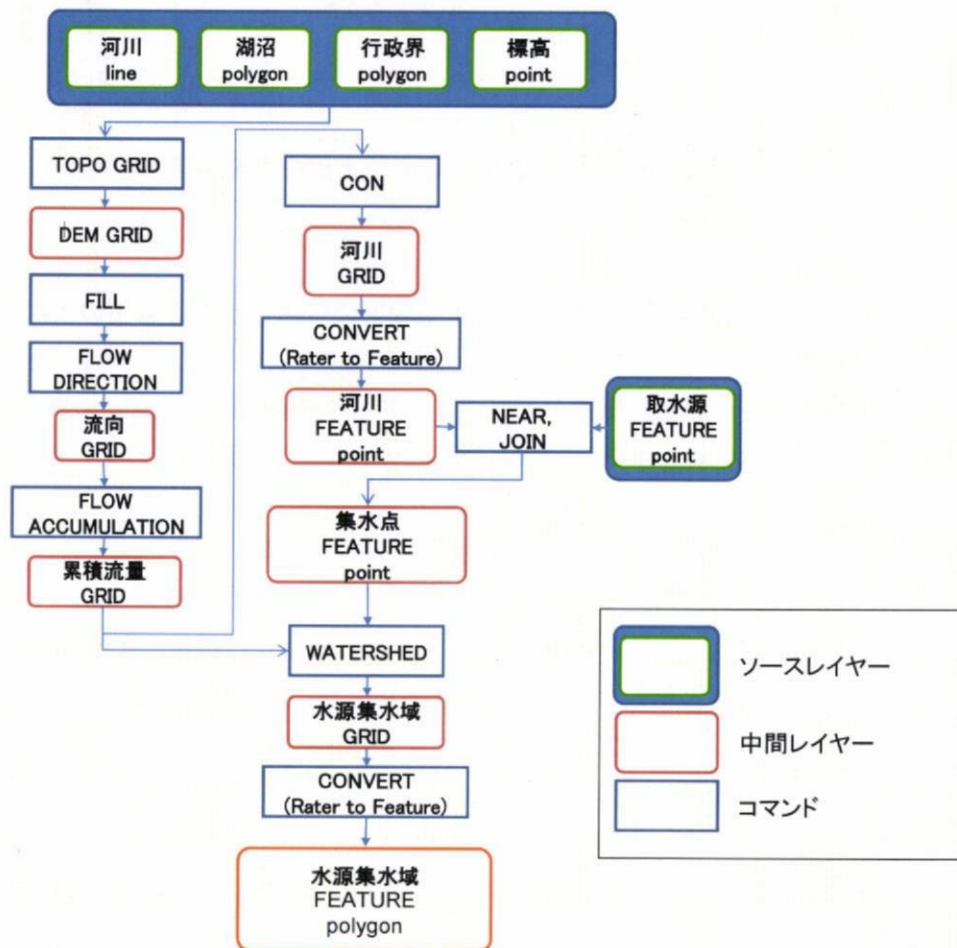 河川
line
湖沼
polygon
行政界
polygon
標高
point
TOPO GRID
DEM GRID
FILL
FLOW
DIRECTION
流向
GRID
FLOW
ACCUMULATION
累積流量
GRID
CON
河川
GRID
CONVERT
(Rater to Feature)
河川
FEATURE
point
NEAR,
JOIN
取水源
FEATURE
point
集水点
FEATURE
point
WATERSHED
水源集水域
GRID
CONVERT
(Rater to Feature)
水源集水域
FEATURE
polygon
ソースレイヤー
中間レイヤー
コマンド